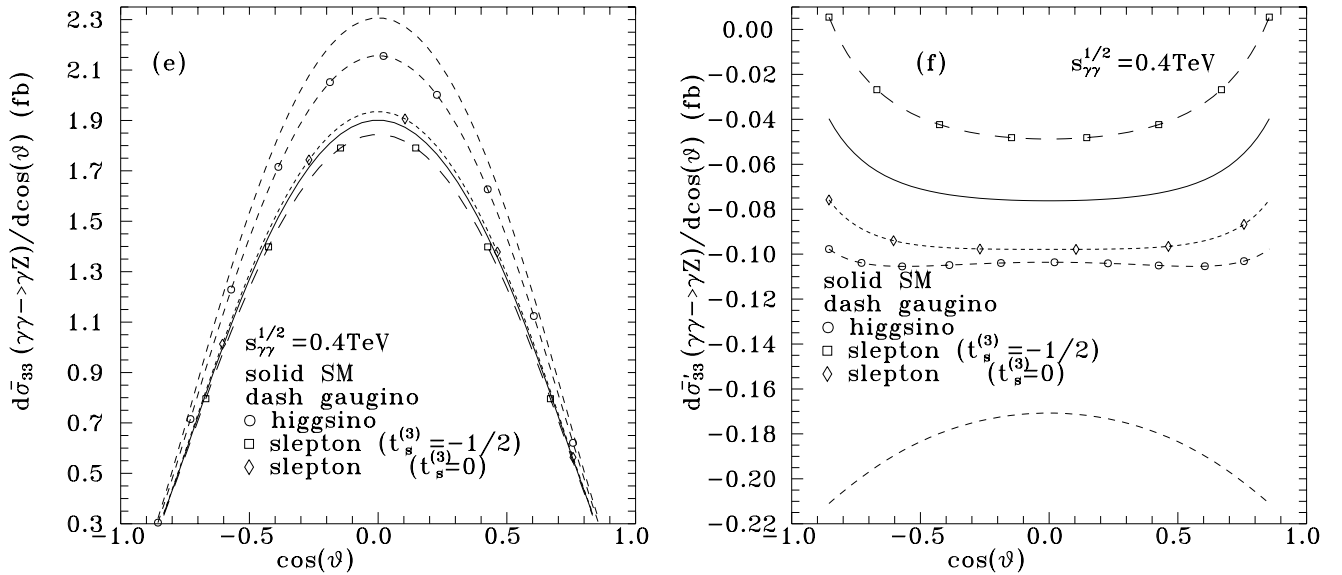 dσ̄₃₃(γγ−>γZ)/dcos(ϑ) (fb)
2.3
2.1
1.9
1.7
1.5
1.3
1.1
0.9
0.7
0.5
0.3
(e)
s_γγ^1/2 =0.4TeV
solid SM
dash gaugino
higgsino
slepton (t_s^(3) =−1/2)
slepton (t_s^(3)=0)
−1.0 −0.5 0.0 0.5 1.0
cos(ϑ)
dσ̄'₃₃(γγ−>γZ)/dcos(ϑ) (fb)
0.00
−0.02
−0.04
−0.06
−0.08
−0.10
−0.12
−0.14
−0.16
−0.18
−0.20
−0.22
(f) s_γγ^1/2 =0.4TeV
solid SM
dash gaugino
higgsino
slepton (t_s^(3) =−1/2)
slepton (t_s^(3)=0)
−1.0 −0.5 0.0 0.5 1.0
cos(ϑ)